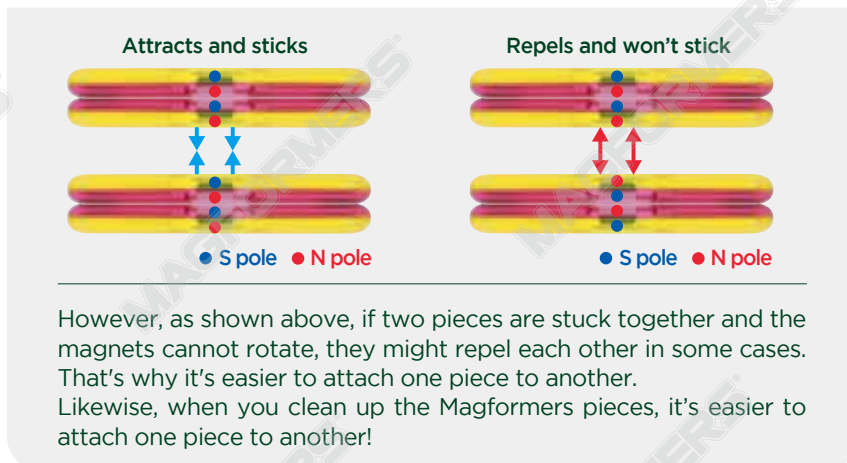 Attracts and sticks
Repels and won't stick
S pole N pole
S pole N pole
However, as shown above, if two pieces are stuck together and the
magnets cannot rotate, they might repel each other in some cases.
That's why it's easier to attach one piece to another.
Likewise, when you clean up the Magformers pieces, it’s easier to
attach one piece to another!
MAGFORMERS
MAGFORMERS